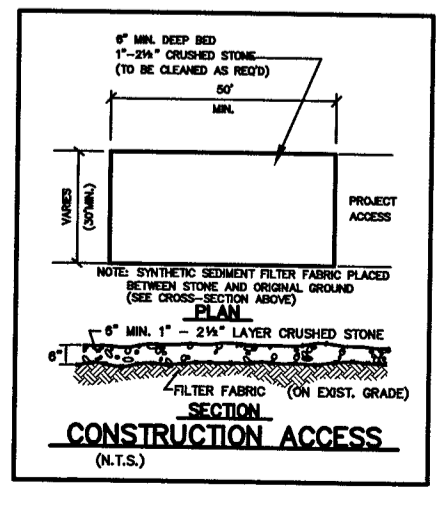 6" MIN. DEEP BED
1"-2½" CRUSHED STONE
(TO BE CLEANED AS REQ'D)
50'
MIN.
VARIES
(30'MIN.)
PROJECT
ACCESS
NOTE: SYNTHETIC SEDIMENT FILTER FABRIC PLACED
BETWEEN STONE AND ORIGINAL GROUND
(SEE CROSS-SECTION ABOVE)
PLAN
6" MIN. 1" - 2½" LAYER CRUSHED STONE
6"
FILTER FABRIC (ON EXIST. GRADE)
SECTION
CONSTRUCTION ACCESS
(N.T.S.)